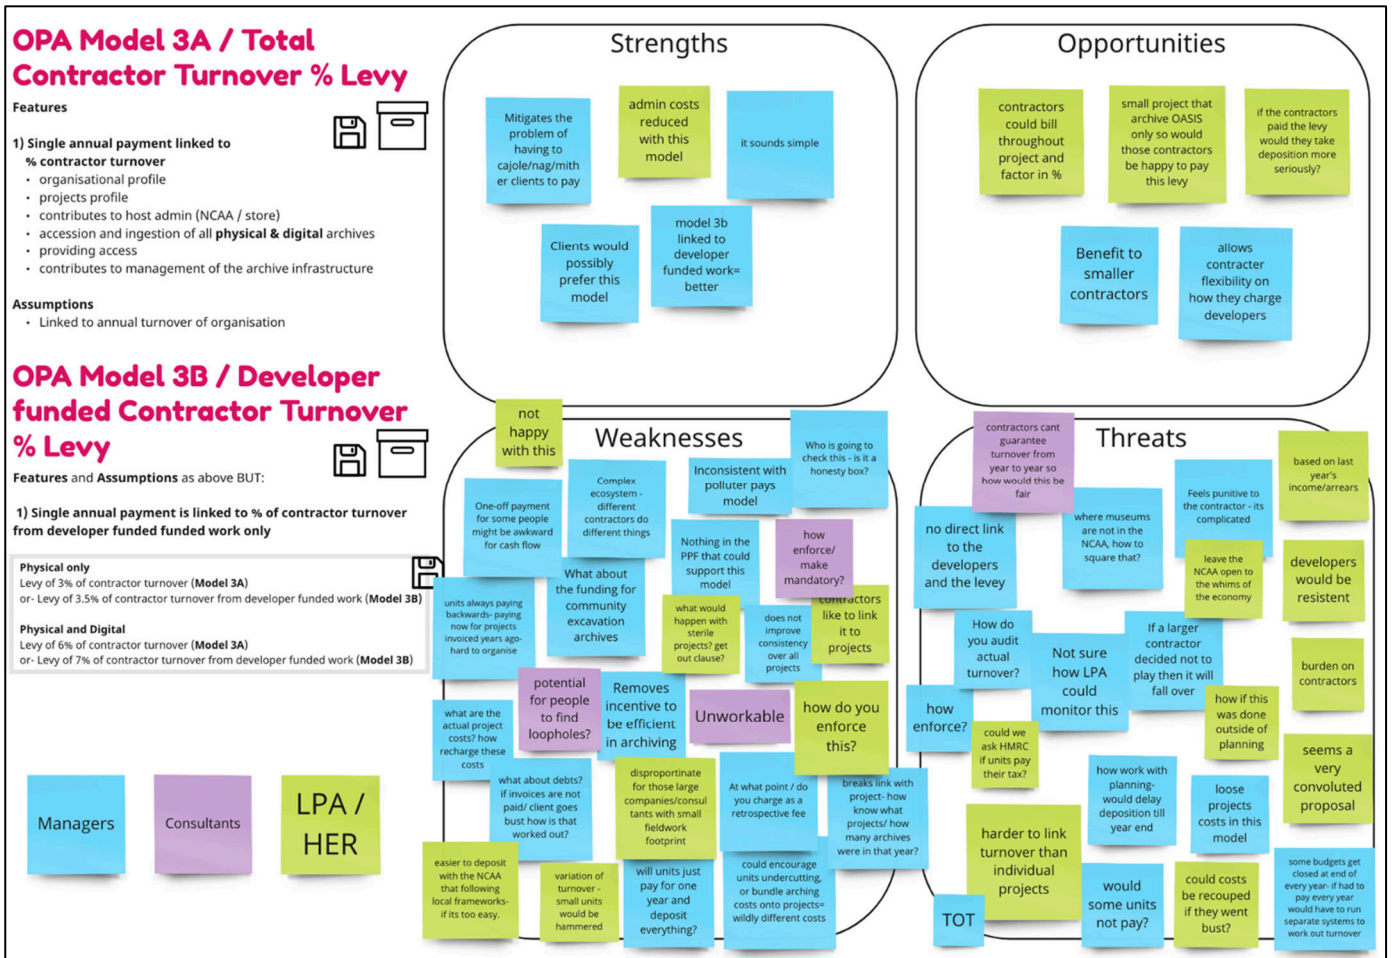 OPA Model 3A / Total
Contractor Turnover % Levy
Features
1) Single annual payment linked to
% contractor turnover
• organisational profile
• projects profile
• contributes to host admin (NCAA / store)
• accession and ingestion of all physical & digital archives
• providing access
• contributes to management of the archive infrastructure
Assumptions
• Linked to annual turnover of organisation
OPA Model 3B / Developer
funded Contractor Turnover
% Levy
Features and Assumptions as above BUT:
1) Single annual payment is linked to % of contractor turnover
from developer funded funded work only
Physical only
Levy of 3% of contractor turnover (Model 3A)
or- Levy of 3.5% of contractor turnover from developer funded work (Model 3B)
Physical and Digital
Levy of 6% of contractor turnover (Model 3A)
or- Levy of 7% of contractor turnover from developer funded work (Model 3B)
Managers
Consultants
LPA /
HER
Strengths
Mitigates the
problem of
having to
cajole/nag/mith
er clients to pay
admin costs
reduced
with this
model
it sounds simple
Clients would
possibly
prefer this
model
model 3b
linked to
developer
funded work=
better
Opportunities
contractors
could bill
throughout
project and
factor in %
small project that
archive OASIS
only so would
those contractors
be happy to pay
this levy
if the contractors
paid the levy
would they take
deposition more
seriously?
Benefit to
smaller
contractors
allows
contracter
flexibility on
how they charge
developers
Weaknesses
not
happy
with this
Who is going to
check this - is it a
honesty box?
Inconsistent with
polluter pays
model
Complex
ecosystem -
different
contractors do
different things
One-off payment
for some people
might be awkward
for cash flow
Nothing in the
PPF that could
support this
model
how
enforce/
make
mandatory?
What about
the funding for
community
excavation
archives
units always paying
backwards- paying
now for projects
invoiced years ago-
hard to organise
what would
happen with
sterile
projects? get
out clause?
does not
improve
consistency
over all
projects
contractors
like to link
it to
projects
potential
for people
to find
loopholes?
Removes
incentive to
be efficient
in archiving
Unworkable
how do you
enforce
this?
what are the
actual project
costs? how
recharge these
costs
what about debts?
if invoices are not
paid/ client goes
bust how is that
worked out?
disproportinate
for those large
companies/consul
tants with small
fieldwork
footprint
At what point / do
you charge as a
retrospective fee
breaks link with
project- how
know what
projects/ how
many archives
were in that year?
easier to deposit
with the NCAA
that following
local frameworks-
if its too easy.
variation of
turnover -
small units
would be
hammered
will units just
pay for one
year and
deposit
everything?
could encourage
units undercutting,
or bundle arching
costs onto projects=
wildly different costs
Threats
contractors cant
guarantee
turnover from
year to year so
how would this be
fair
based on last
year's
income/arrears
Feels punitive to
the contractor - its
complicated
where museums
are not in the
NCAA, how to
square that?
no direct link
to the
developers
and the levey
leave the
NCAA open to
the whims of
the economy
developers
would be
resistent
How do
you audit
actual
turnover?
Not sure
how LPA
could
monitor this
If a larger
contractor
decided not to
play then it will
fall over
burden on
contractors
how
enforce?
how if this
was done
outside of
planning
could we
ask HMRC
if units pay
their tax?
seems a
very
convoluted
proposal
how work with
planning-
would delay
deposition till
year end
loose
projects
costs in this
model
harder to link
turnover than
individual
projects
TOT
would
some units
not pay?
could costs
be recouped
if they went
bust?
some budgets get
closed at end of
every year- if had to
pay every year
would have to run
separate systems to
work out turnover